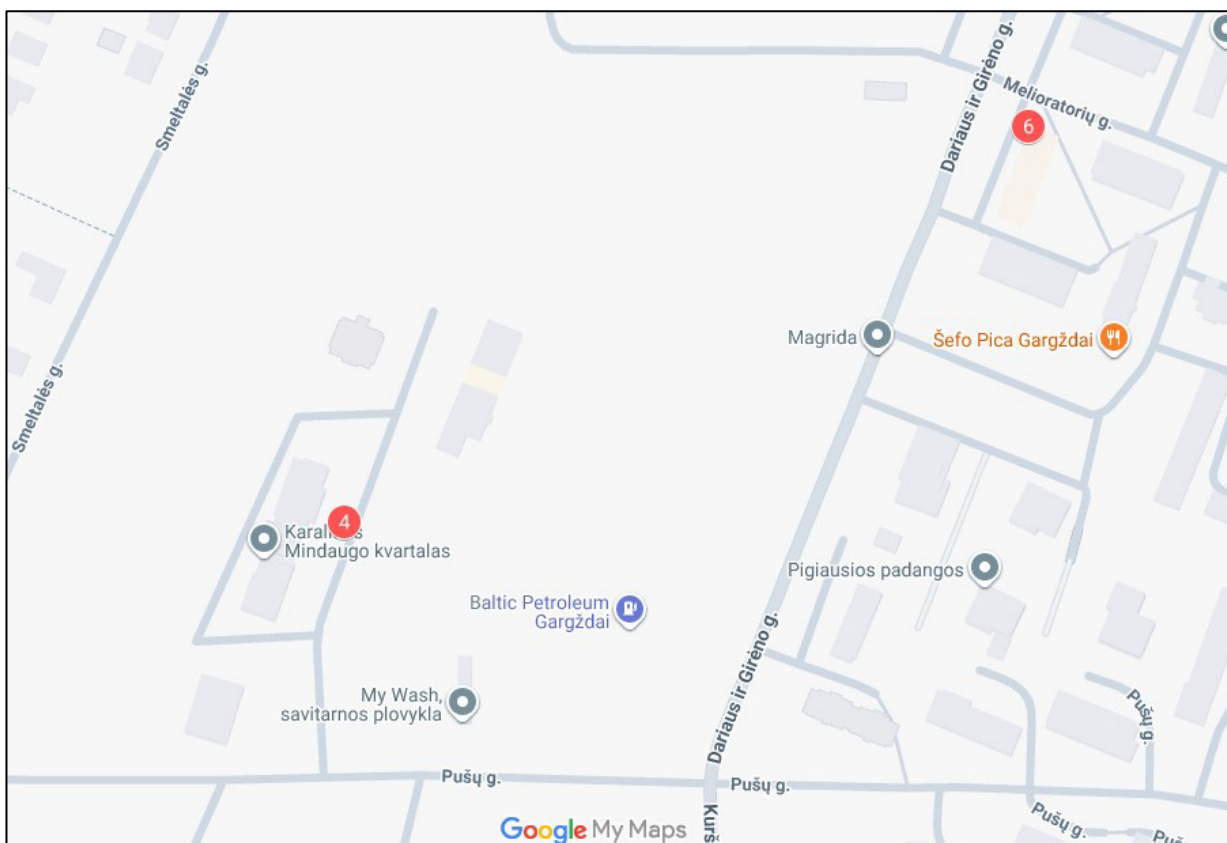 Smeltalės g.
Dariaus ir Girėno g.
Melioratorių g.
6
Magrida
Šefo Pica Gargždai
Smeltalės g.
4
Mindaugo kvartalas
Pigiausios padangos
Baltic Petroleum
Gargždai
Dariaus ir Girėno g.
My Wash,
savitarnos plovykla
Pušų g.
Pušų g.
Pušų g.
Pušų g.
Google My Maps